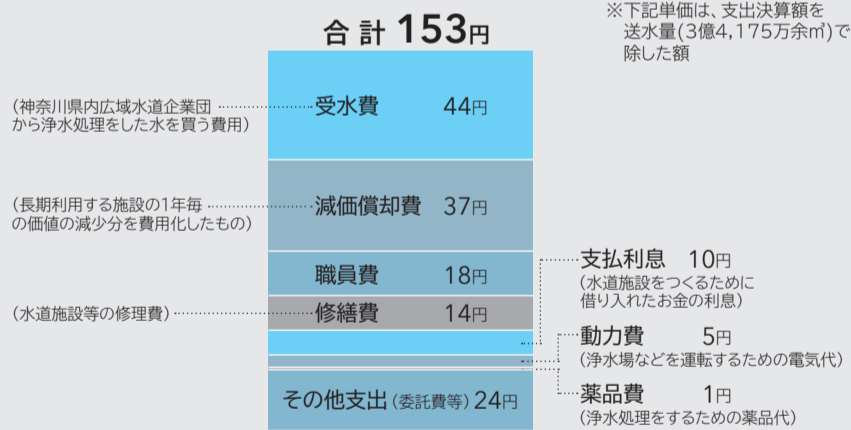 合計 153円
※下記単価は、支出決算額を
送水量(3億4,175万余㎥)で
除した額
(神奈川県内広域水道企業団
から浄水処理をした水を買う費用)
受水費 44円
(長期利用する施設の1年毎
の価値の減少分を費用化したもの)
減価償却費 37円
職員費 18円
(水道施設等の修理費)
修繕費 14円
支払利息 10円
(水道施設をつくるために
借り入れたお金の利息)
動力費 5円
(浄水場などを運転するための電気代)
薬品費 1円
(浄水処理をするための薬品代)
その他支出(委託費等)24円